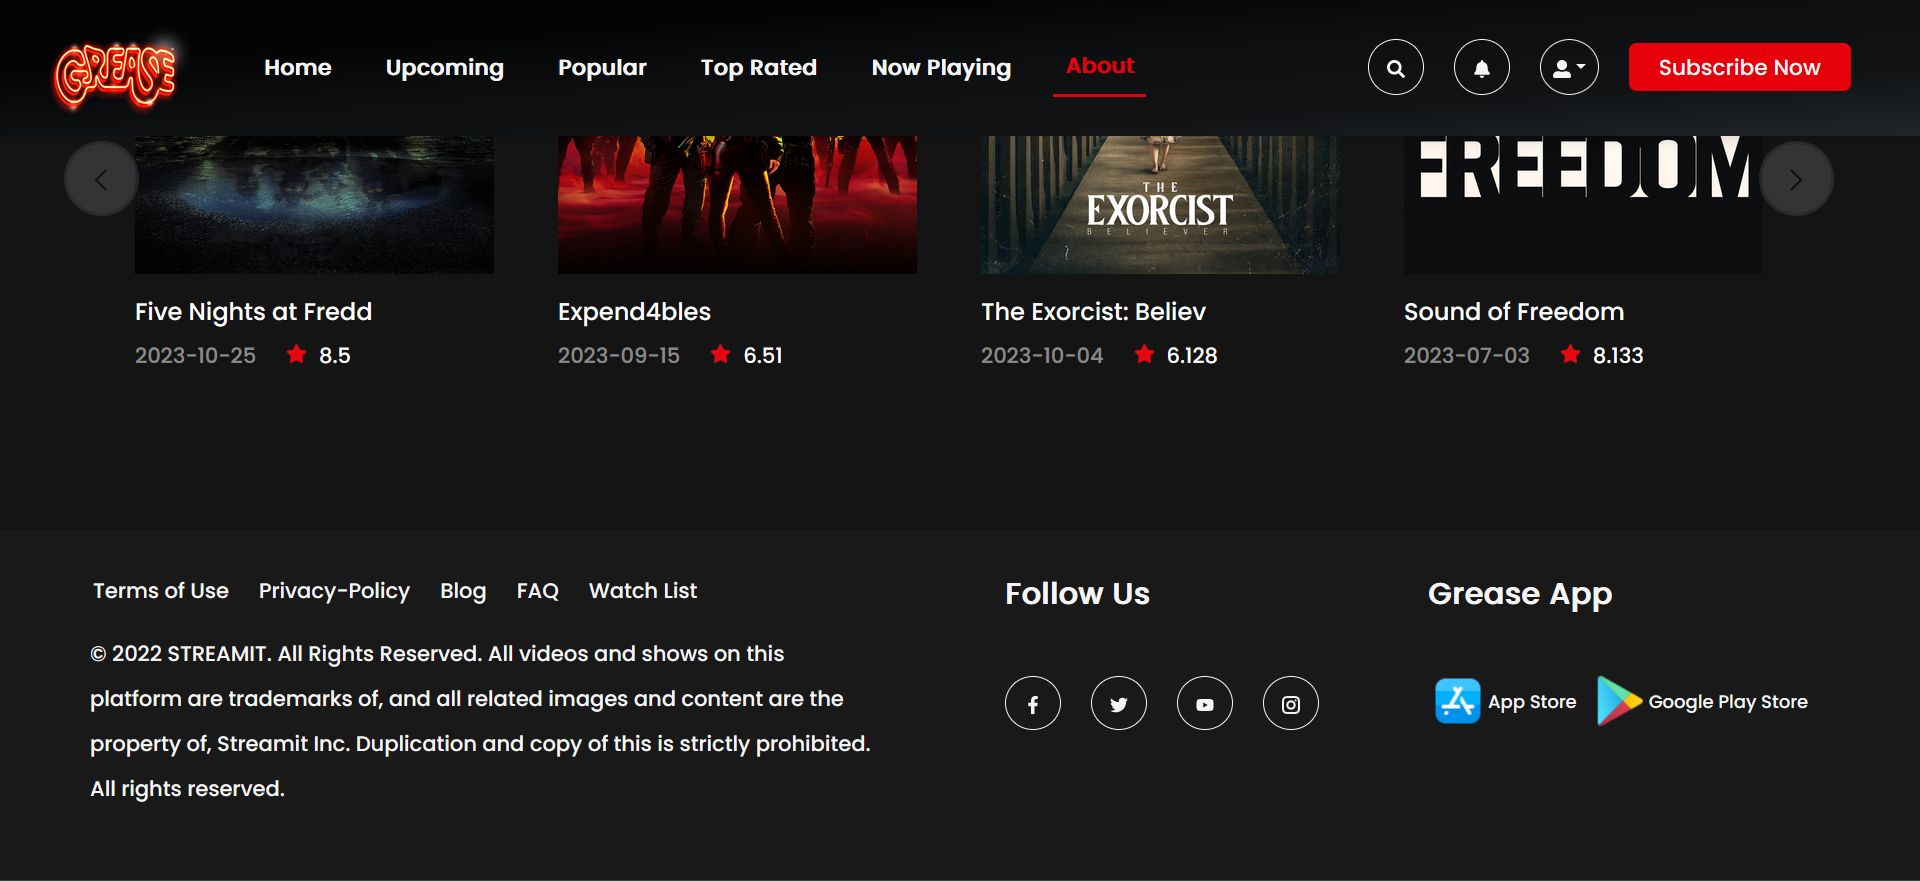 GREASE
Home Upcoming Popular Top Rated Now Playing About Subscribe Now
THE
EXORCIST
BELIEVER
FREEDOM
Five Nights at Fredd Expend4bles The Exorcist: Believ Sound of Freedom
2023-10-25 8.5 2023-09-15 6.51 2023-10-04 6.128 2023-07-03 8.133
Terms of Use Privacy-Policy Blog FAQ Watch List
© 2022 STREAMIT. All Rights Reserved. All videos and shows on this
platform are trademarks of, and all related images and content are the
property of, Streamit Inc. Duplication and copy of this is strictly prohibited.
All rights reserved.
Follow Us
Grease App
App Store Google Play Store